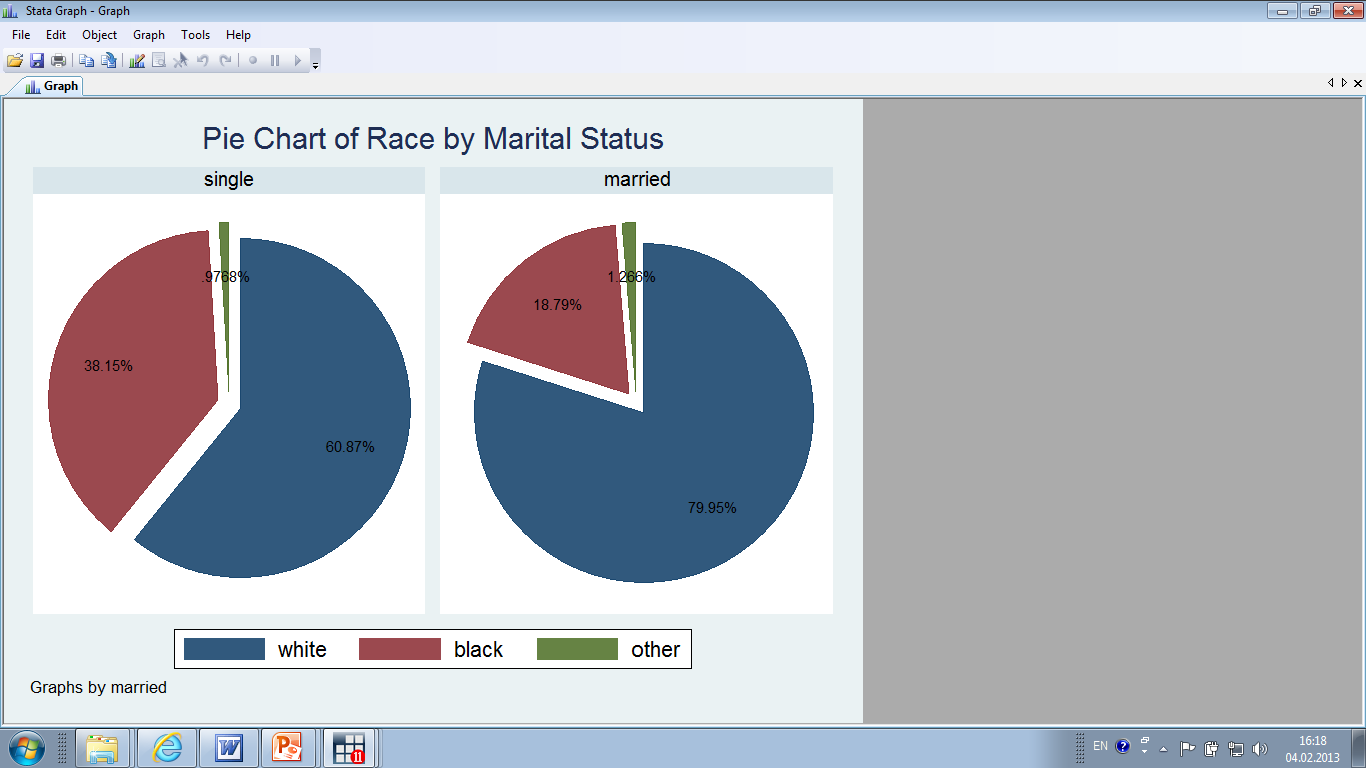 Stata Graph - Graph
File Edit Object Graph Tools Help
Graph
Pie Chart of Race by Marital Status
single married
.9768% 1.266%
18.79%
38.15%
60.87%
79.95%
white black other
Graphs by married
W P 11 EN ? 16:18
04.02.2013